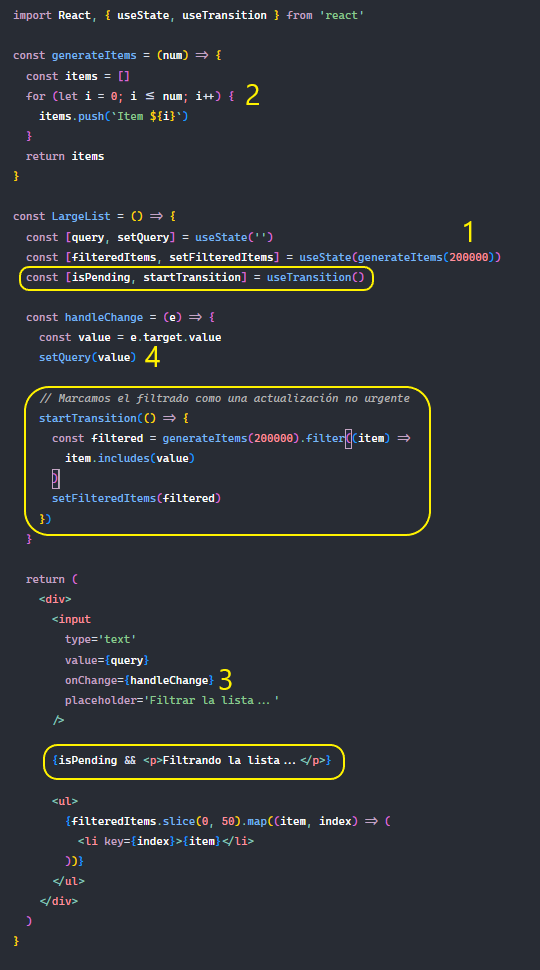 import React, { useState, useTransition } from 'react'
const generateItems = (num) => {
const items = []
for (let i = 0; i <= num; i++) { 2
items.push(`Item ${i}`)
}
return items
}
const LargeList = () => {
const [query, setQuery] = useState('') 1
const [filteredItems, setFilteredItems] = useState(generateItems(200000))
const [isPending, startTransition] = useTransition()
const handleChange = (e) => {
const value = e.target.value
setQuery(value) 4
// Marcamos el filtrado como una actualización no urgente
startTransition(() => {
const filtered = generateItems(200000).filter((item) =>
item.includes(value)
)
setFilteredItems(filtered)
})
}
return (
<div>
<input
type='text'
value={query}
onChange={handleChange} 3
placeholder='Filtrar la lista...'
/>
{isPending && <p>Filtrando la lista...</p>}
<ul>
{filteredItems.slice(0, 50).map((item, index) => (
<li key={index}>{item}</li>
))}
</ul>
</div>
)
}